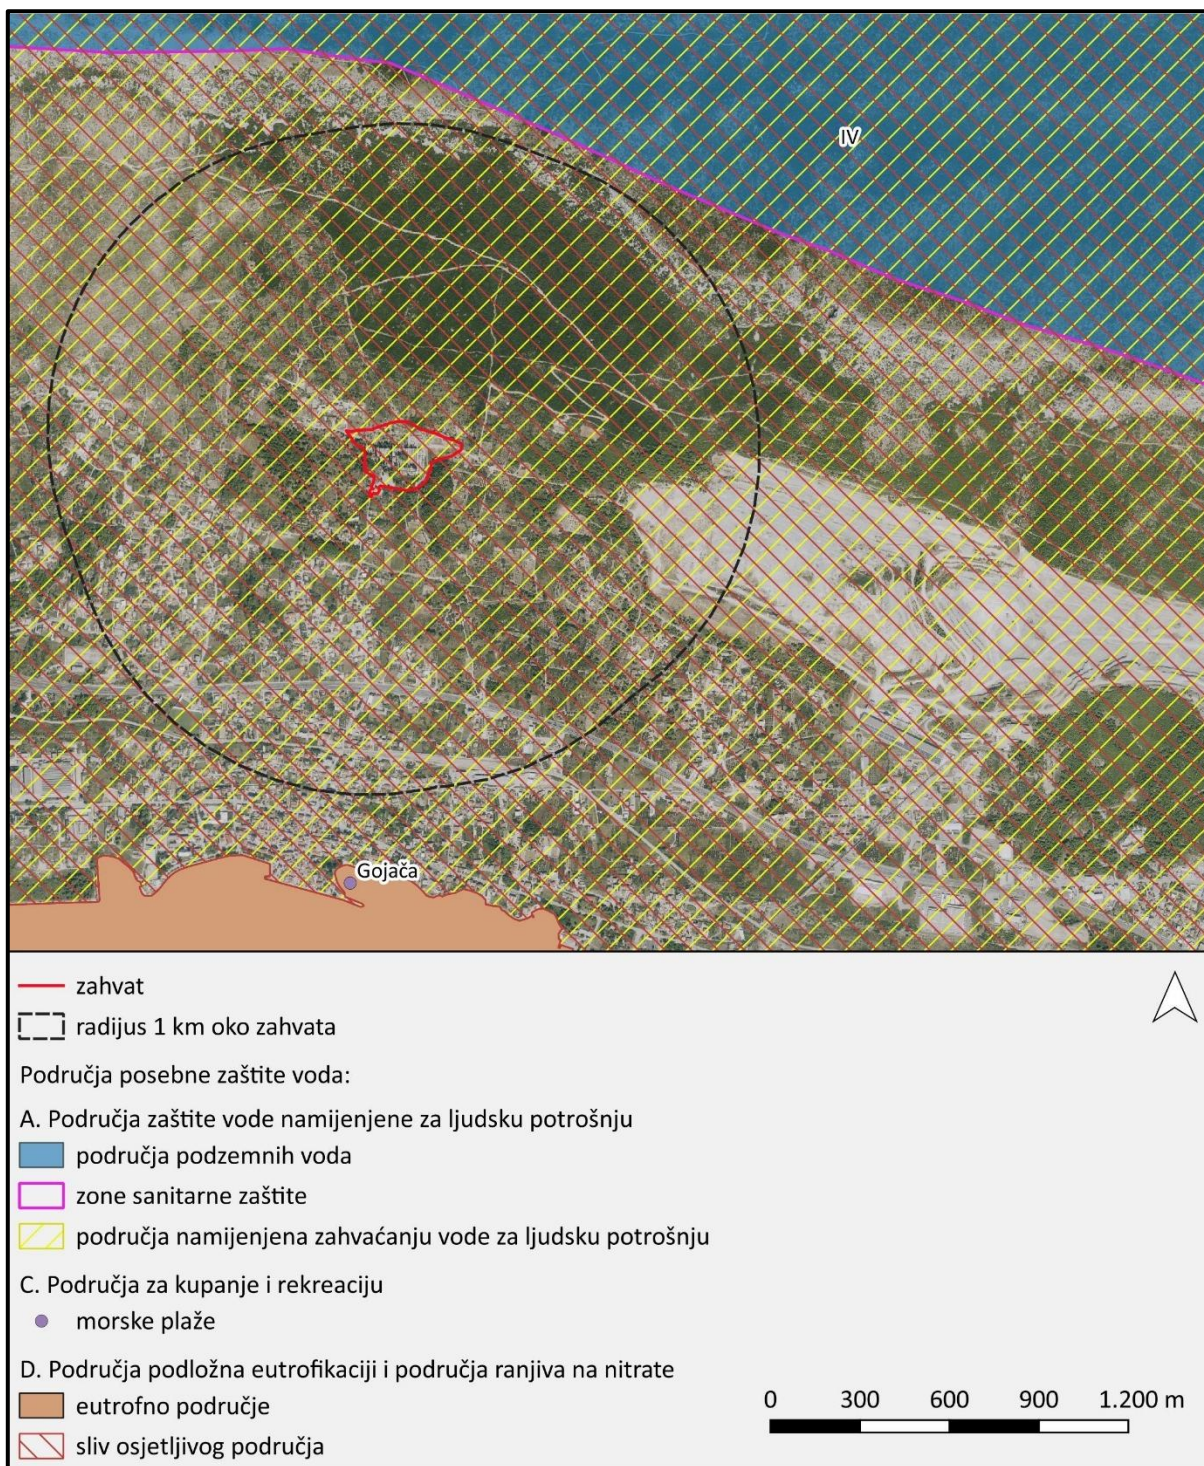 IV
Gojača
zahvat
radijus 1 km oko zahvata
Područja posebne zaštite voda:
A. Područja zaštite vode namijenjene za ljudsku potrošnju
područja podzemnih voda
zone sanitarne zaštite
područja namijenjena zahvaćanju vode za ljudsku potrošnju
C. Područja za kupanje i rekreaciju
morske plaže
D. Područja podložna eutrofikaciji i područja ranjiva na nitrate
eutrofno područje
sliv osjetljivog područja
0 300 600 900 1.200 m